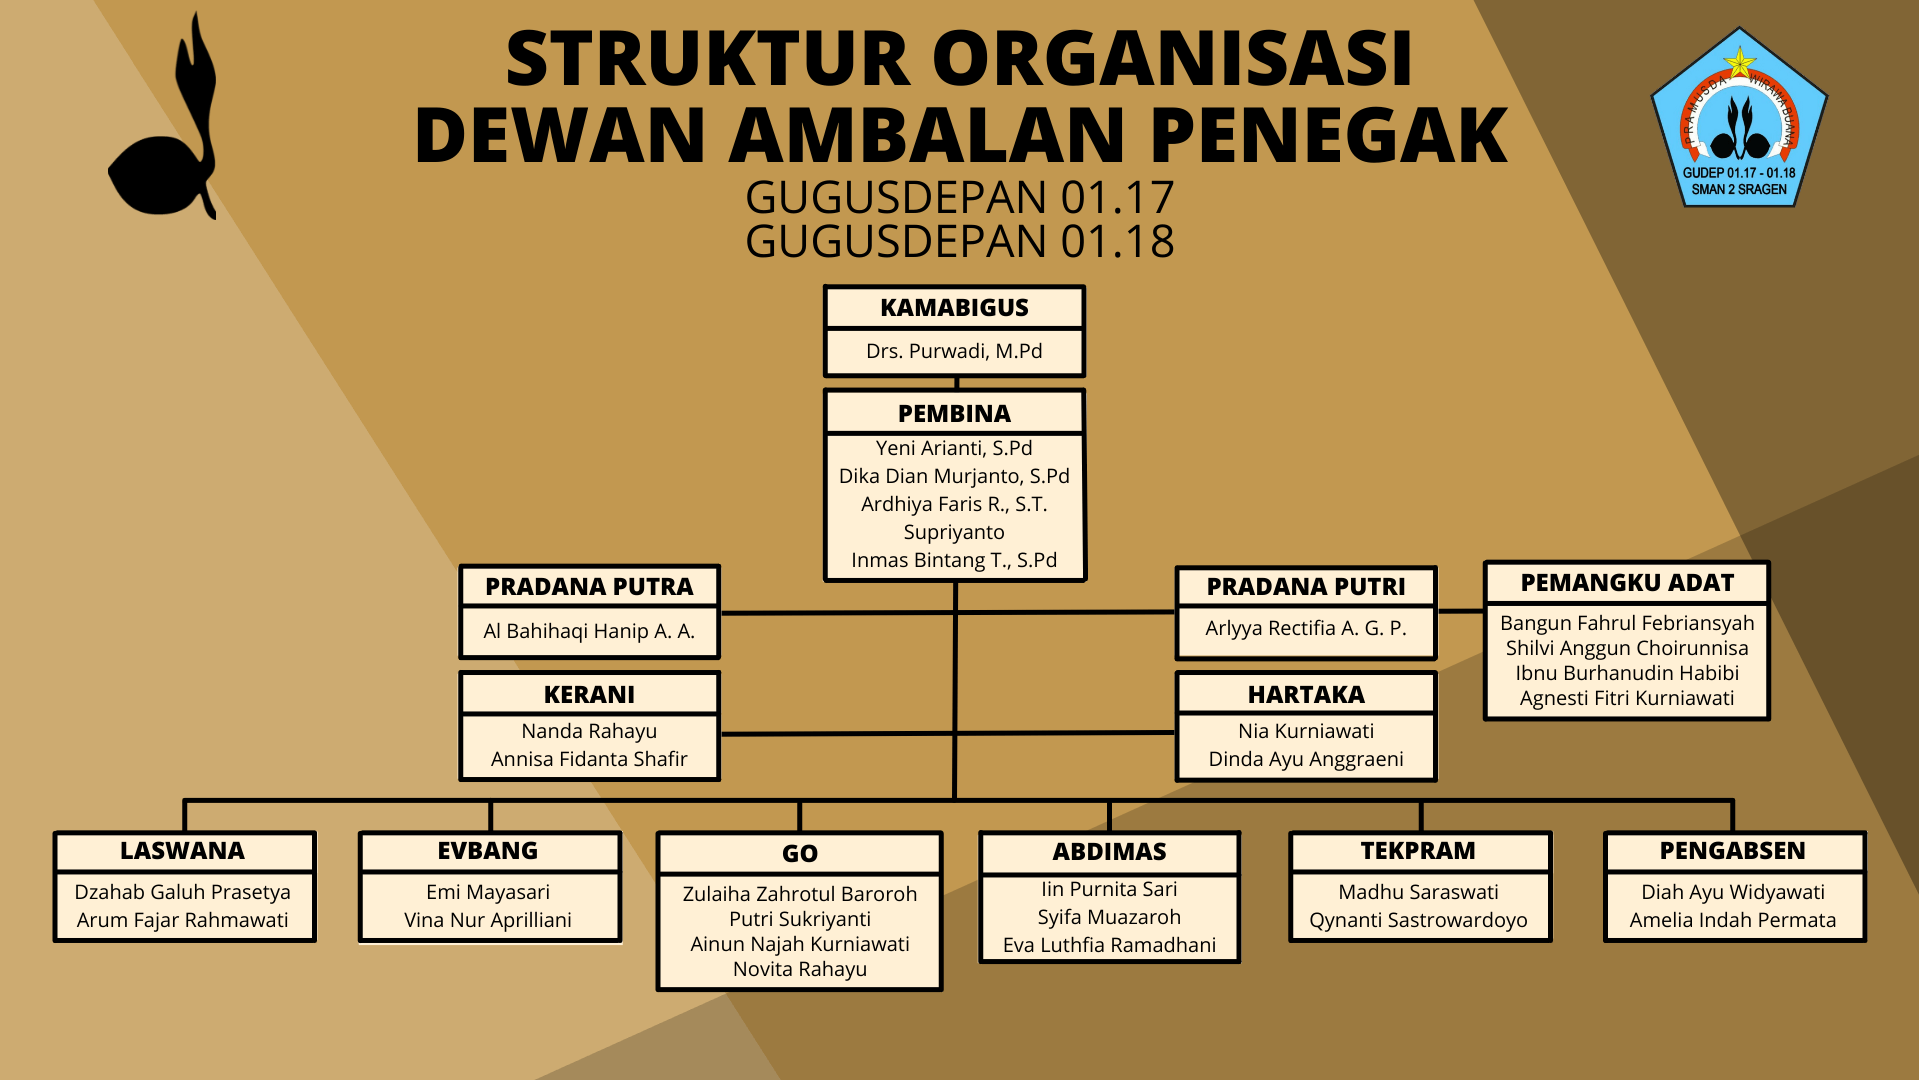 STRUKTUR ORGANISASI
DEWAN AMBALAN PENEGAK
GUGUSDEPAN 01.17
GUGUSDEPAN 01.18
PRAMUSDA WIRAWABUANA
GUDEP 01.17 - 01.18
SMAN 2 SRAGEN
KAMABIGUS
Drs. Purwadi, M.Pd
PEMBINA
Yeni Arianti, S.Pd
Dika Dian Murjanto, S.Pd
Ardhiya Faris R., S.T.
Supriyanto
Inmas Bintang T., S.Pd
PRADANA PUTRA
Al Bahihaqi Hanip A. A.
PRADANA PUTRI
Arlyya Rectifia A. G. P.
PEMANGKU ADAT
Bangun Fahrul Febriansyah
Shilvi Anggun Choirunnisa
Ibnu Burhanudin Habibi
Agnesti Fitri Kurniawati
KERANI
Nanda Rahayu
Annisa Fidanta Shafir
HARTAKA
Nia Kurniawati
Dinda Ayu Anggraeni
LASWANA
Dzahab Galuh Prasetya
Arum Fajar Rahmawati
EVBANG
Emi Mayasari
Vina Nur Aprilliani
GO
Zulaiha Zahrotul Baroroh
Putri Sukriyanti
Ainun Najah Kurniawati
Novita Rahayu
ABDIMAS
Iin Purnita Sari
Syifa Muazaroh
Eva Luthfia Ramadhani
TEKPRAM
Madhu Saraswati
Qynanti Sastrowardoyo
PENGABSEN
Diah Ayu Widyawati
Amelia Indah Permata